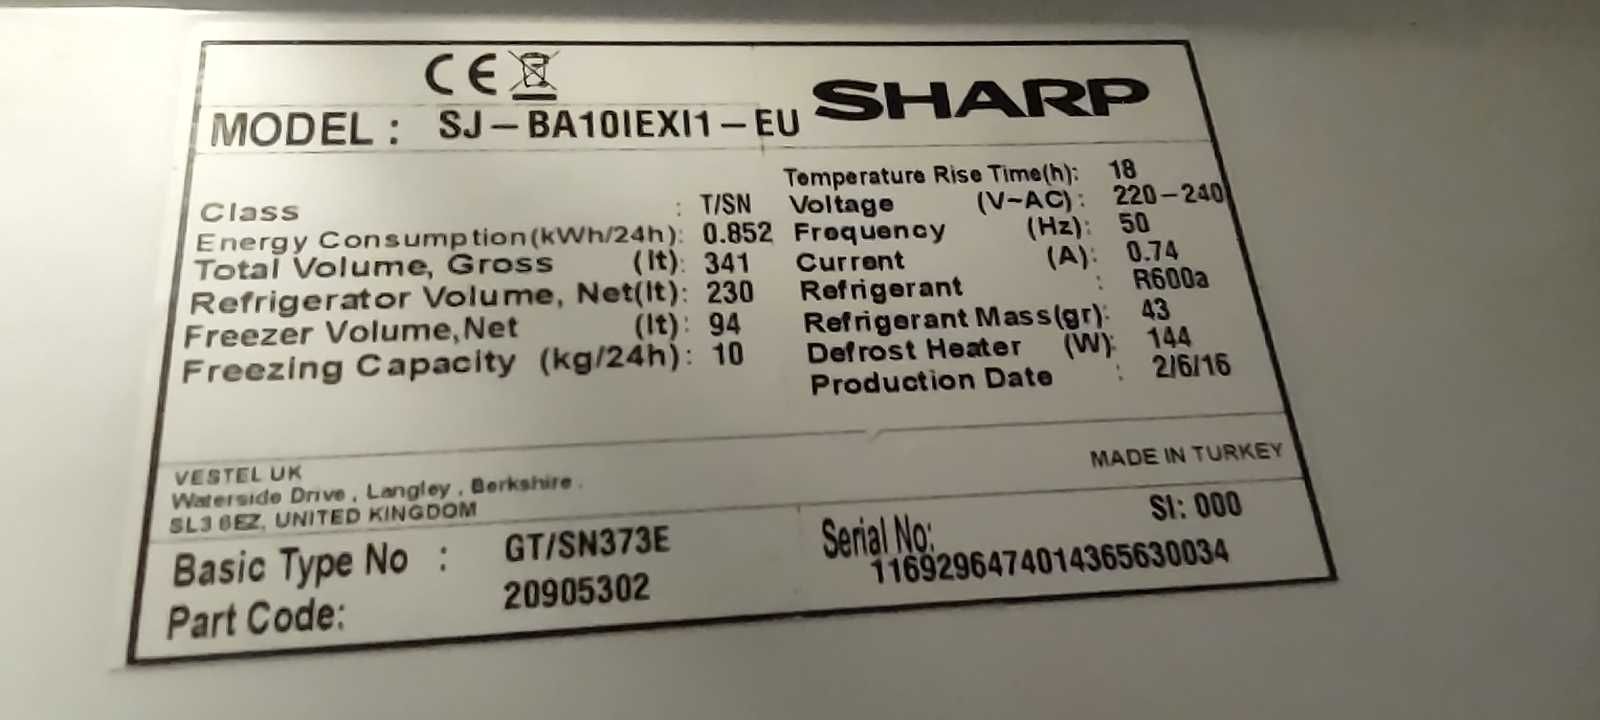 CE
SHARP
MODEL : SJ-BA10IEXI1-EU
Class : T/SN
Energy Consumption(kWh/24h): 0.852
Total Volume, Gross (lt): 341
Refrigerator Volume, Net(lt): 230
Freezer Volume,Net (lt): 94
Freezing Capacity (kg/24h): 10
Temperature Rise Time(h): 18
Voltage (V~AC): 220-240
Frequency (Hz): 50
Current (A): 0.74
Refrigerant : R600a
Refrigerant Mass(gr): 43
Defrost Heater (W): 144
Production Date : 2/6/16
VESTEL UK
Waterside Drive, Langley, Berkshire.
SL3 6EZ, UNITED KINGDOM
MADE IN TURKEY
Basic Type No : GT/SN373E
Part Code: 20905302
SI: 000
Serial No:
1169296474014365630034